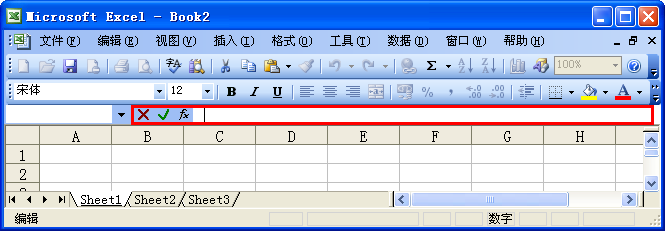 Microsoft Excel - Book2
文件(F) 编辑(E) 视图(V) 插入(I) 格式(O) 工具(T) 数据(D) 窗口(W) 帮助(H)
100%
宋体 12 B I U % , A
fx
A B C D E F G H
1
2
Sheet1 Sheet2 Sheet3
编辑 数字